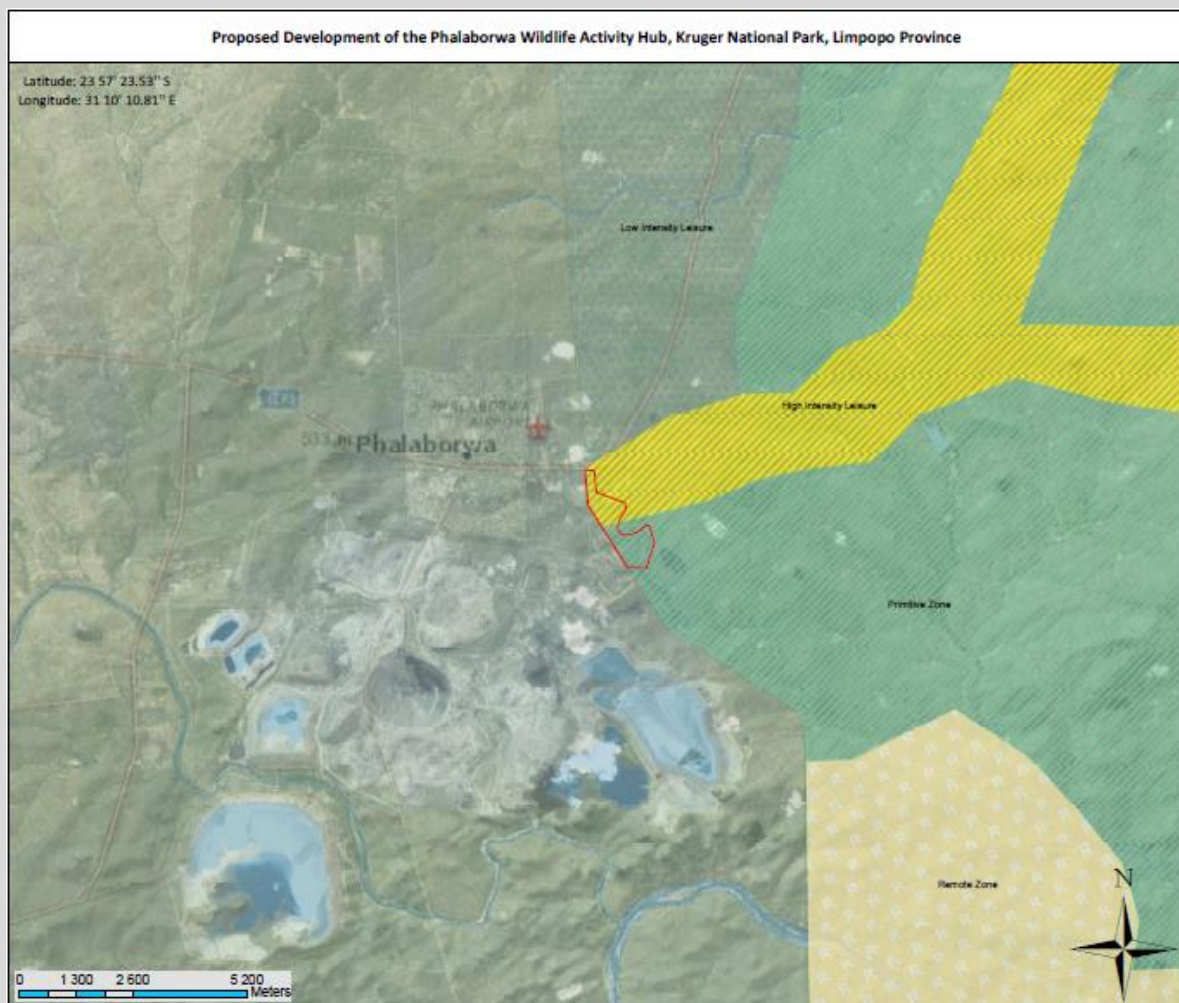 Proposed Development of the Phalaborwa Wildlife Activity Hub, Kruger National Park, Limpopo Province
Latitude: 23 57' 23.53" S
Longitude: 31 10' 10.81" E
Low Intensity Leisure
High Intensity Leisure
PHALABORWA
AIRPORT
Phalaborwa
Primitive Zone
Remote Zone
N
0 1 300 2 600 5 200
Meters